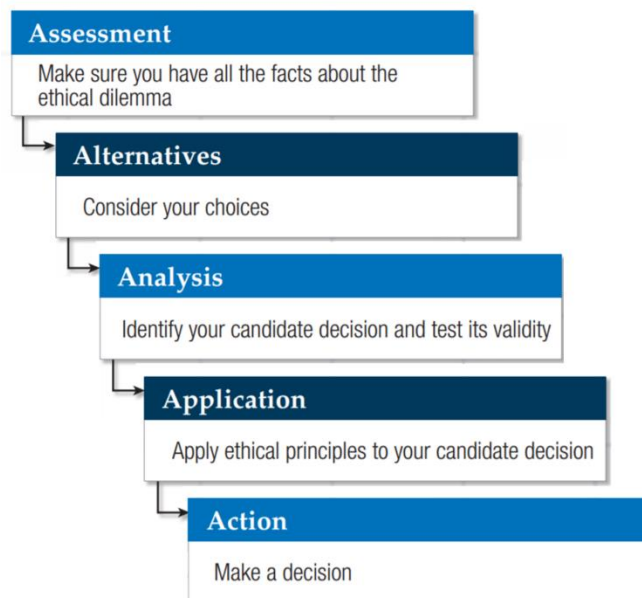 Assessment
Make sure you have all the facts about the
ethical dilemma
Alternatives
Consider your choices
Analysis
Identify your candidate decision and test its validity
Application
Apply ethical principles to your candidate decision
Action
Make a decision